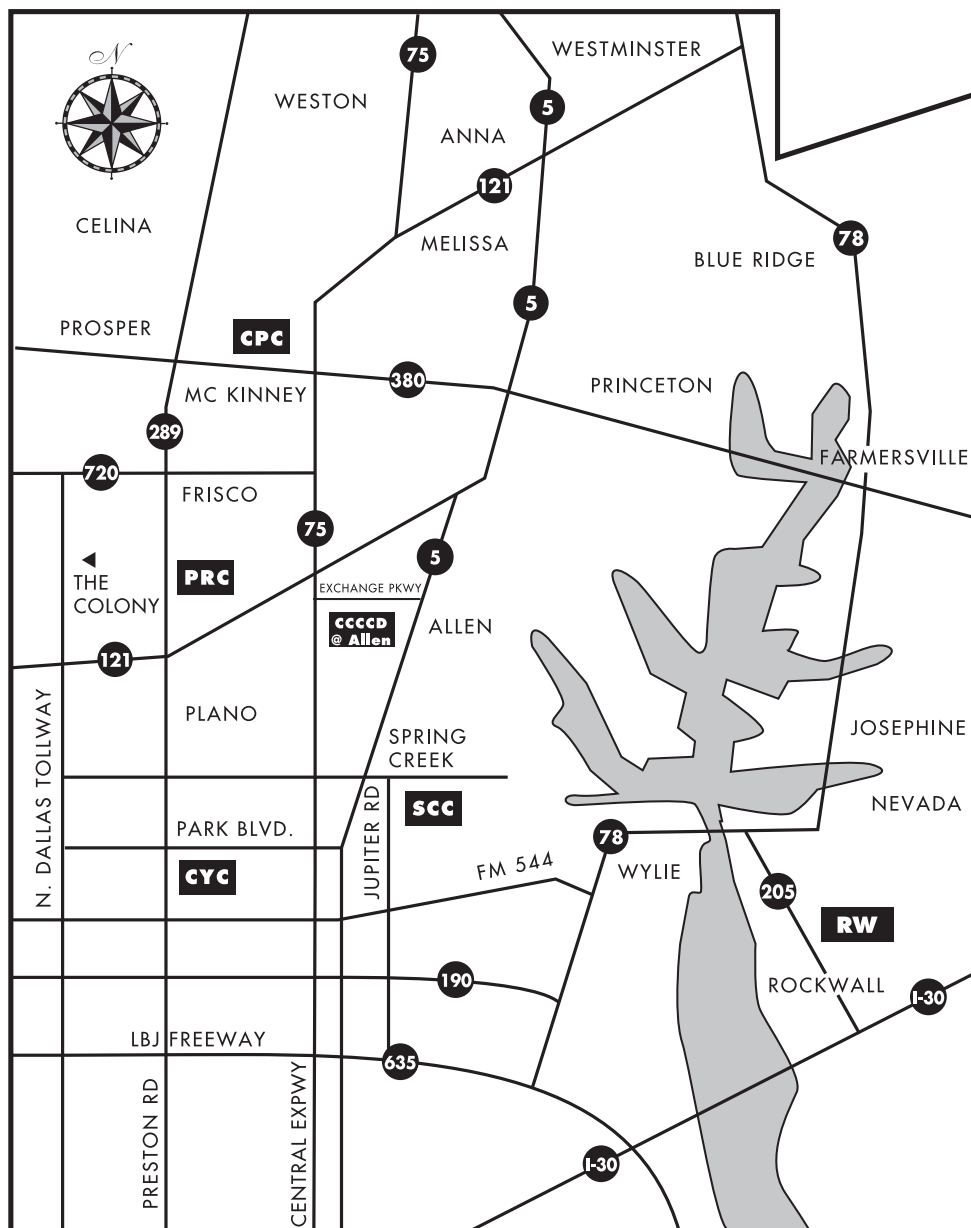 N
75
WESTMINSTER
WESTON
5
ANNA
121
CELINA
MELISSA
78
BLUE RIDGE
5
PROSPER
CPC
380
PRINCETON
MC KINNEY
289
720
FARMERSVILLE
FRISCO
75
5
THE
COLONY
PRC
EXCHANGE PKWY
CCCCD
@ Allen
ALLEN
121
N. DALLAS TOLLWAY
PLANO
JOSEPHINE
SPRING
CREEK
JUPITER RD
SCC
NEVADA
PARK BLVD.
78
CYC
FM 544
WYLIE
205
RW
190
ROCKWALL
I-30
LBJ FREEWAY
635
PRESTON RD
CENTRAL EXPWY
I-30